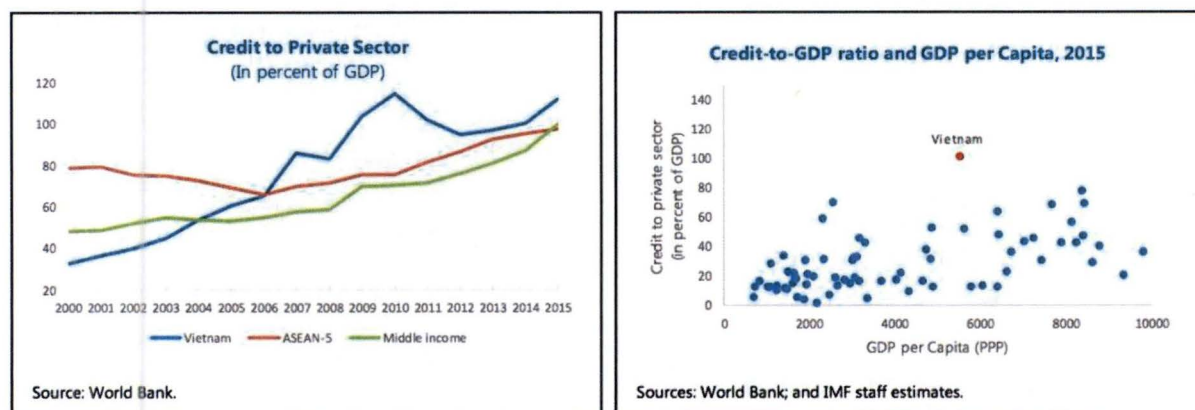 Credit to Private Sector
(In percent of GDP)
120
100
80
60
40
20
2000 2001 2002 2003 2004 2005 2006 2007 2008 2009 2010 2011 2012 2013 2014 2015
Vietnam ASEAN-5 Middle income
Source: World Bank.
Credit-to-GDP ratio and GDP per Capita, 2015
Credit to private sector
(in percent of GDP)
140
120
100
80
60
40
20
0
Vietnam
0 2000 4000 6000 8000 10000
GDP per Capita (PPP)
Sources: World Bank; and IMF staff estimates.